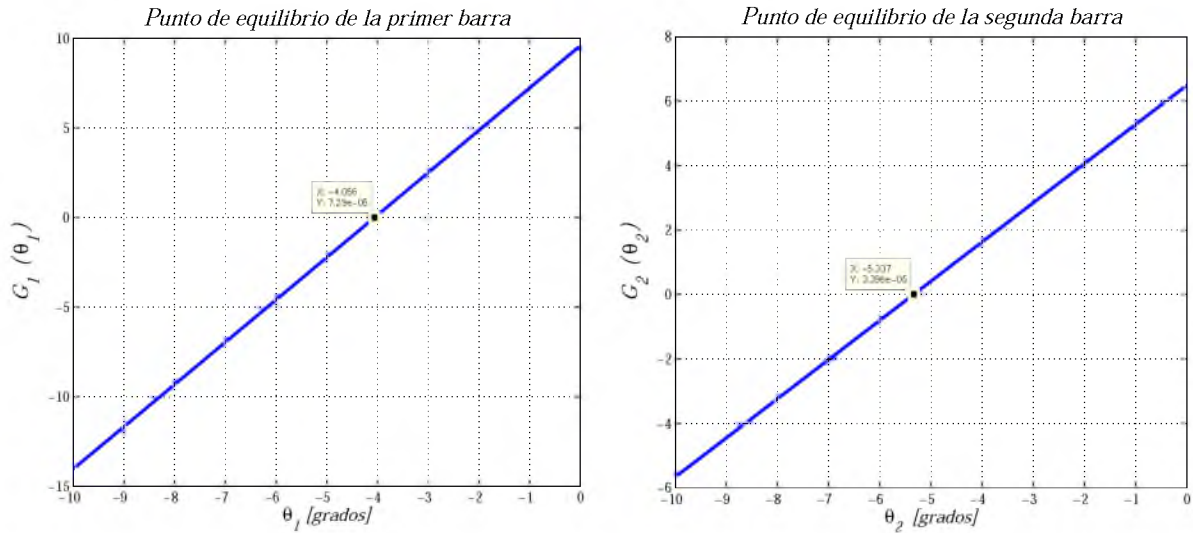 Punto de equilibrio de la primer barra
10
5
0
-5
-10
-15
G1 (θ1)
X: -4.056
Y: 7.29e-05
-10 -9 -8 -7 -6 -5 -4 -3 -2 -1 0
θ1 [grados]
Punto de equilibrio de la segunda barra
8
6
4
2
0
-2
-4
-6
G2 (θ2)
X: -5.337
Y: 3.396e-05
-10 -9 -8 -7 -6 -5 -4 -3 -2 -1 0
θ2 [grados]